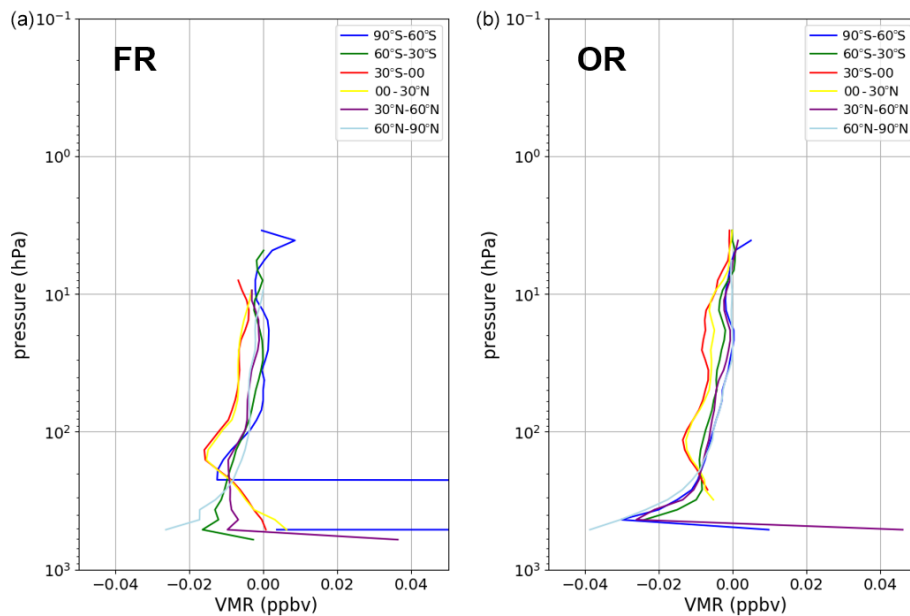 (a)
FR
90°S-60°S
60°S-30°S
30°S-00
00-30°N
30°N-60°N
60°N-90°N
10⁻¹
10⁰
10¹
10²
10³
pressure (hPa)
−0.04 −0.02 0.00 0.02 0.04
VMR (ppbv)
(b)
OR
90°S-60°S
60°S-30°S
30°S-00
00-30°N
30°N-60°N
60°N-90°N
10⁻¹
10⁰
10¹
10²
10³
pressure (hPa)
−0.04 −0.02 0.00 0.02 0.04
VMR (ppbv)